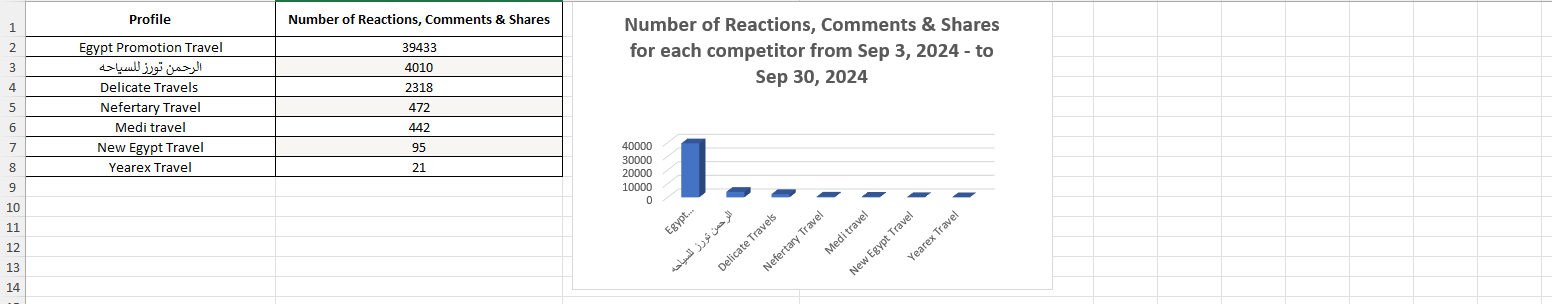 1 Profile Number of Reactions, Comments & Shares
2 Egypt Promotion Travel 39433
3 الرحمن تورز للسياحه 4010
4 Delicate Travels 2318
5 Nefertary Travel 472
6 Medi travel 442
7 New Egypt Travel 95
8 Yearex Travel 21
9
10
11
12
13
14
Number of Reactions, Comments & Shares
for each competitor from Sep 3, 2024 - to
Sep 30, 2024
40000
30000
20000
10000
0
Egypt...
الرحمن تورز للسياحه
Delicate Travels
Nefertary Travel
Medi travel
New Egypt Travel
Yearex Travel